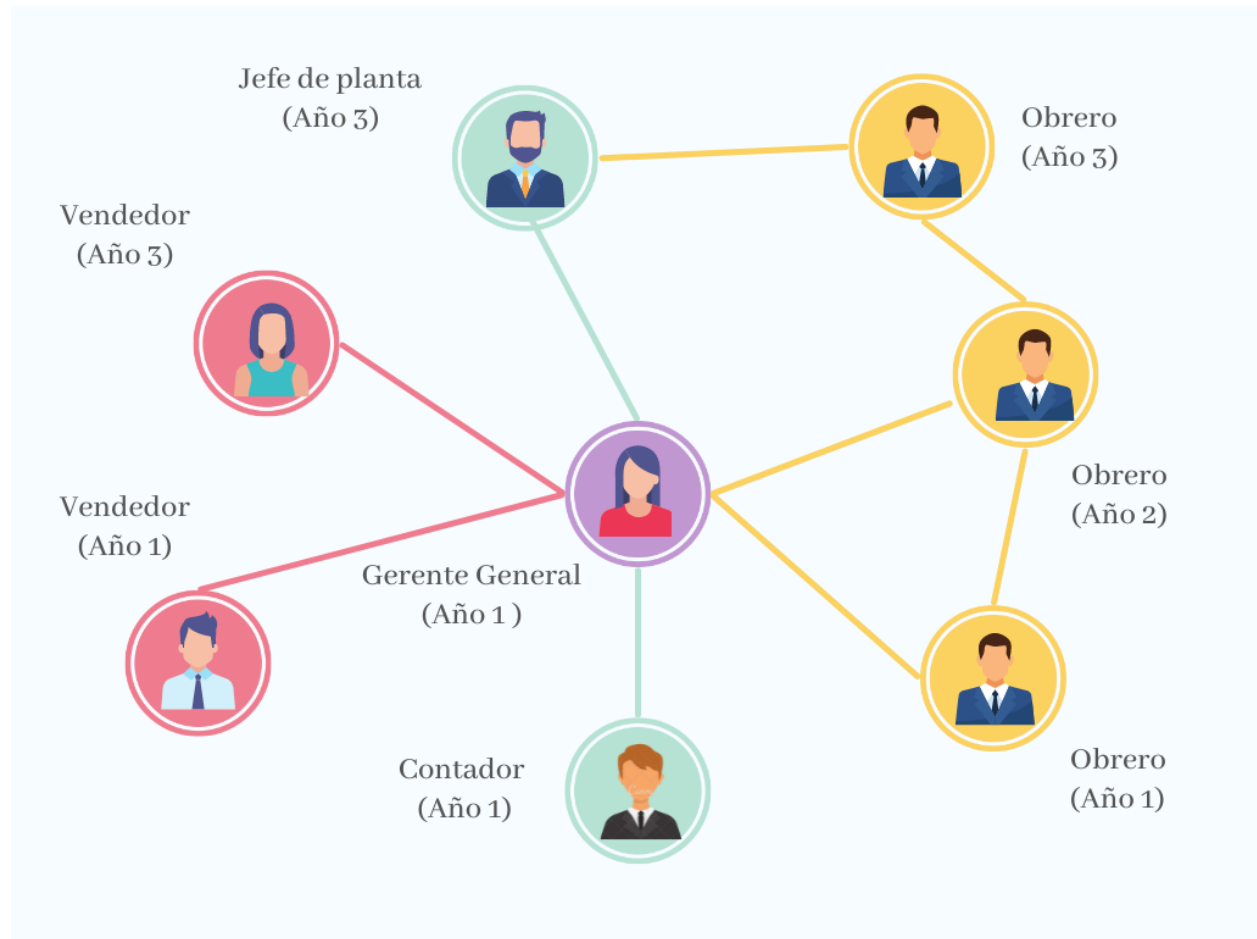 Jefe de planta
(Año 3)
Obrero
(Año 3)
Vendedor
(Año 3)
Obrero
(Año 2)
Vendedor
(Año 1)
Gerente General
(Año 1 )
Contador
(Año 1)
Obrero
(Año 1)